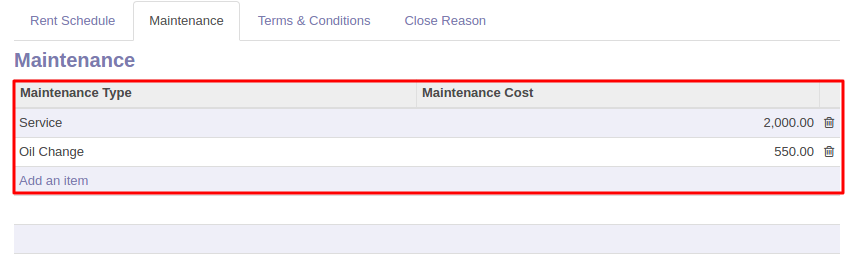 Rent Schedule Maintenance Terms & Conditions Close Reason
Maintenance
Maintenance Type Maintenance Cost
Service 2,000.00
Oil Change 550.00
Add an item